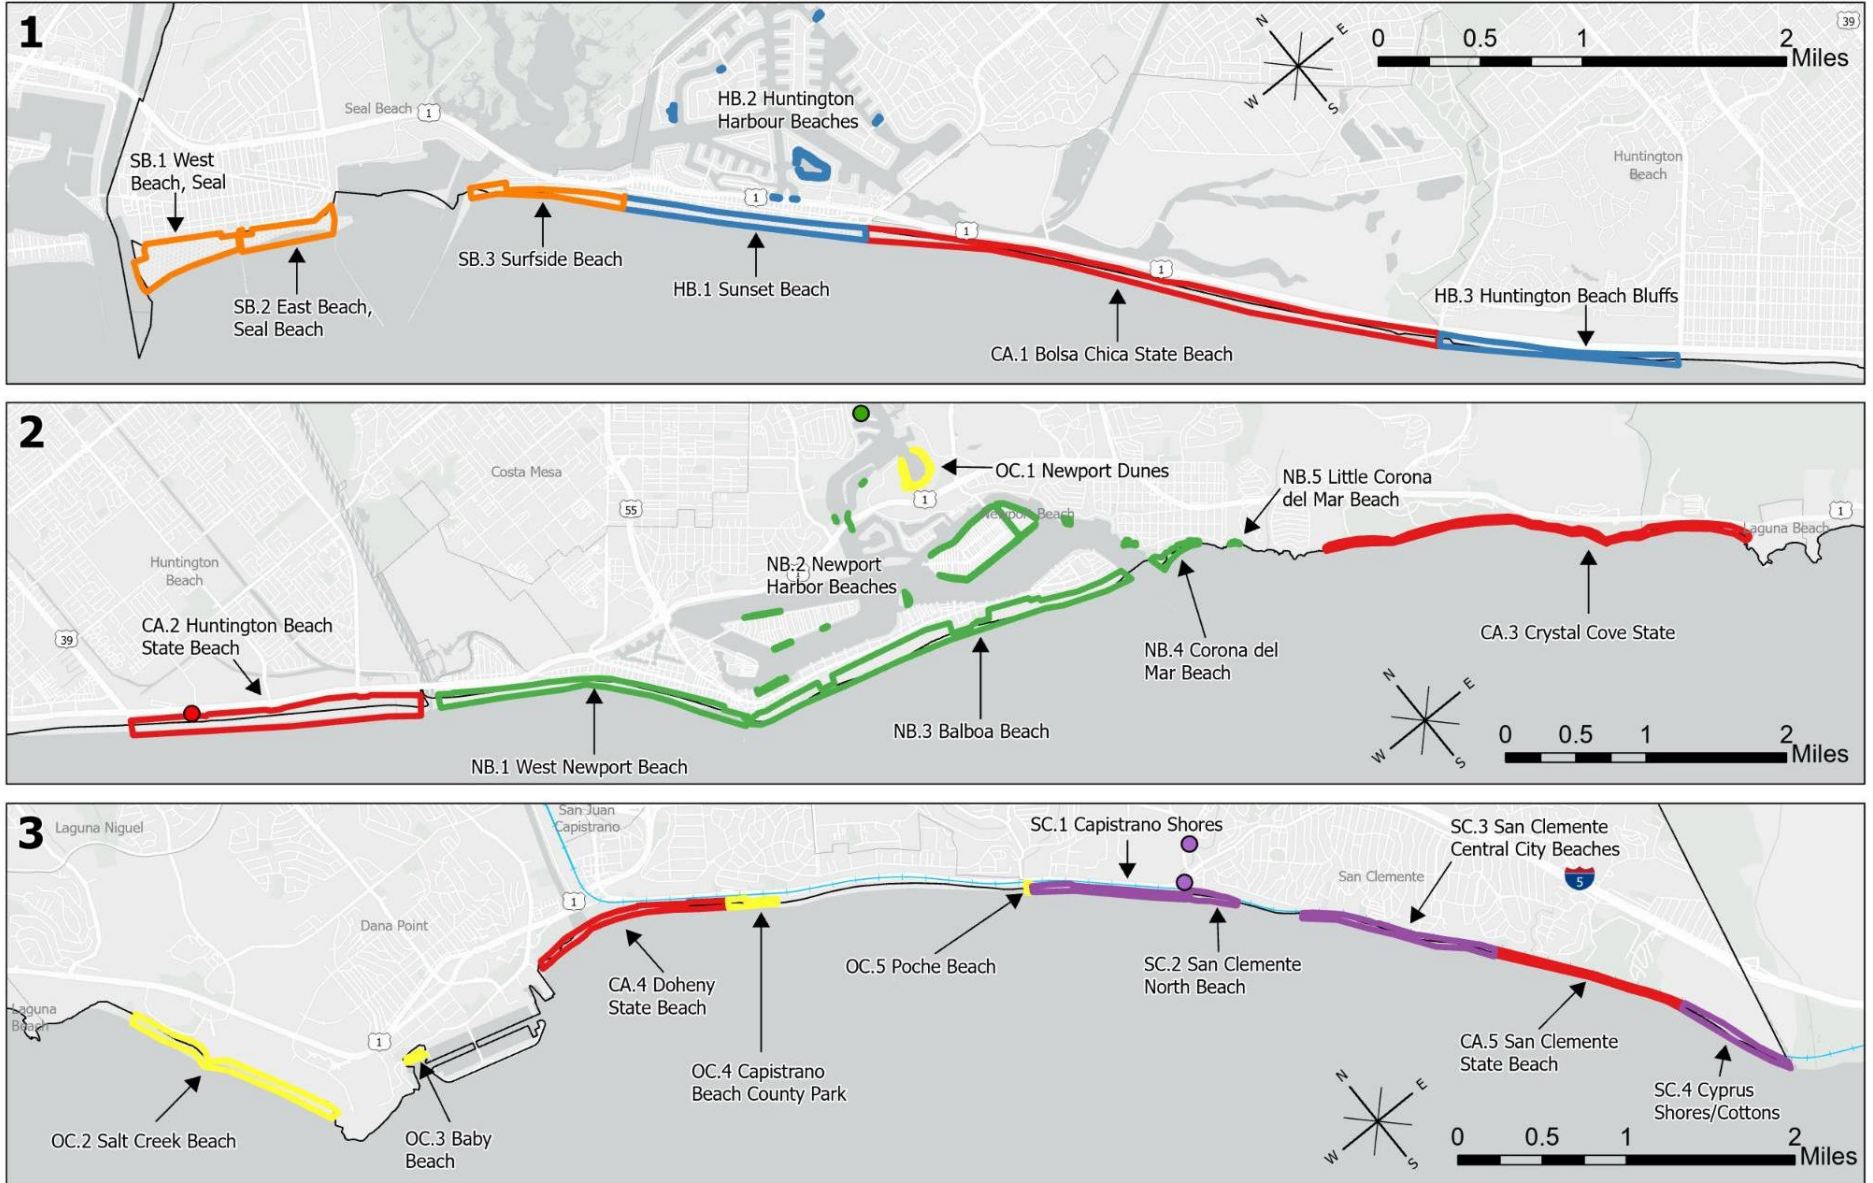 1
N
E
W
S
0
0.5
1
2
Miles
39
Seal Beach
1
HB.2 Huntington
Harbour Beaches
SB.1 West
Beach, Seal
Huntington
Beach
1
1
1
SB.3 Surfside Beach
HB.1 Sunset Beach
SB.2 East Beach,
Seal Beach
HB.3 Huntington Beach Bluffs
CA.1 Bolsa Chica State Beach
2
Costa Mesa
OC.1 Newport Dunes
1
55
NB.5 Little Corona
del Mar Beach
Newport Beach
1
Laguna Beach
Huntington
Beach
NB.2 Newport
Harbor Beaches
1
39
CA.2 Huntington Beach
State Beach
CA.3 Crystal Cove State
NB.4 Corona del
Mar Beach
N
E
W
S
NB.3 Balboa Beach
NB.1 West Newport Beach
0
0.5
1
2
Miles
3
Laguna Niguel
San Juan
Capistrano
SC.1 Capistrano Shores
SC.3 San Clemente
Central City Beaches
San Clemente
5
1
Dana Point
OC.5 Poche Beach
SC.2 San Clemente
North Beach
CA.4 Doheny
State Beach
Laguna
Beach
1
CA.5 San Clemente
State Beach
OC.4 Capistrano
Beach County Park
SC.4 Cyprus
Shores/Cottons
OC.2 Salt Creek Beach
OC.3 Baby
Beach
N
E
W
S
0
0.5
1
2
Miles